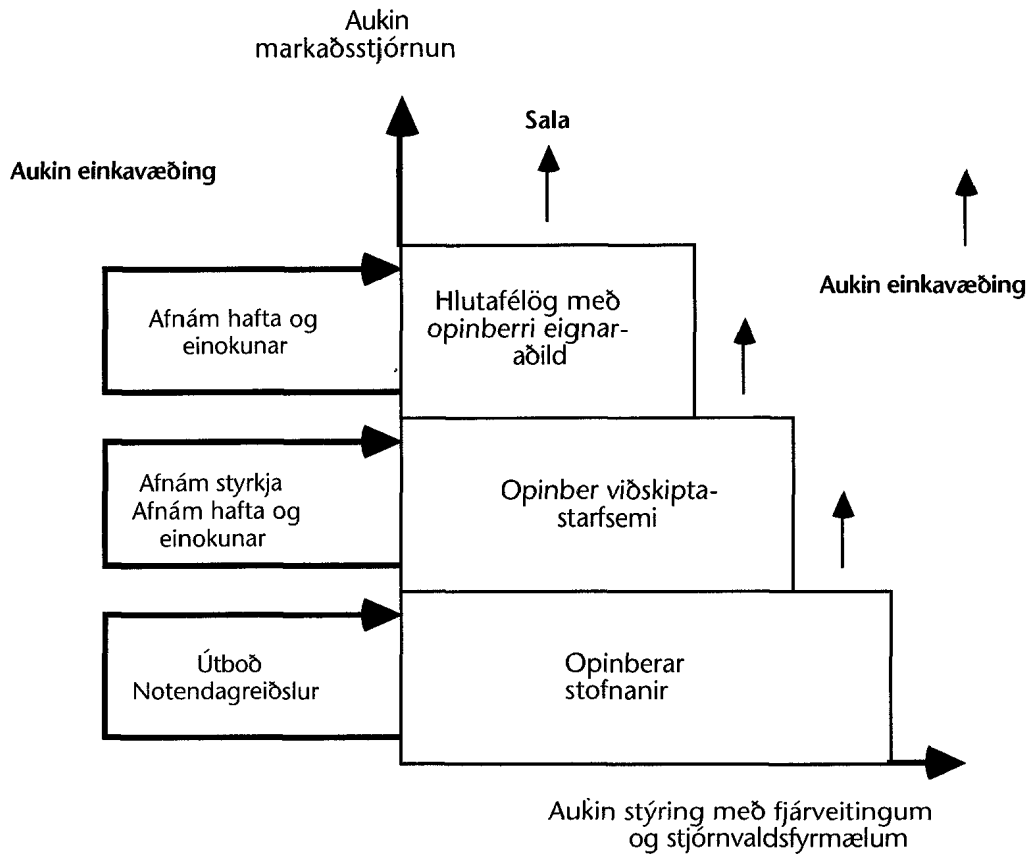 Aukin
markaðsstjórnun
Sala
Aukin einkavæðing
Aukin einkavæðing
Afnám hafta og
einokunar
Hlutafélög með
opinberri eignar-
aðild
Afnám styrkja
Afnám hafta og
einokunar
Opinber viðskipta-
starfsemi
Útboð
Notendagreiðslur
Opinberar
stofnanir
Aukin stýring með fjárveitingum
og stjórnvaldsfyrmælum